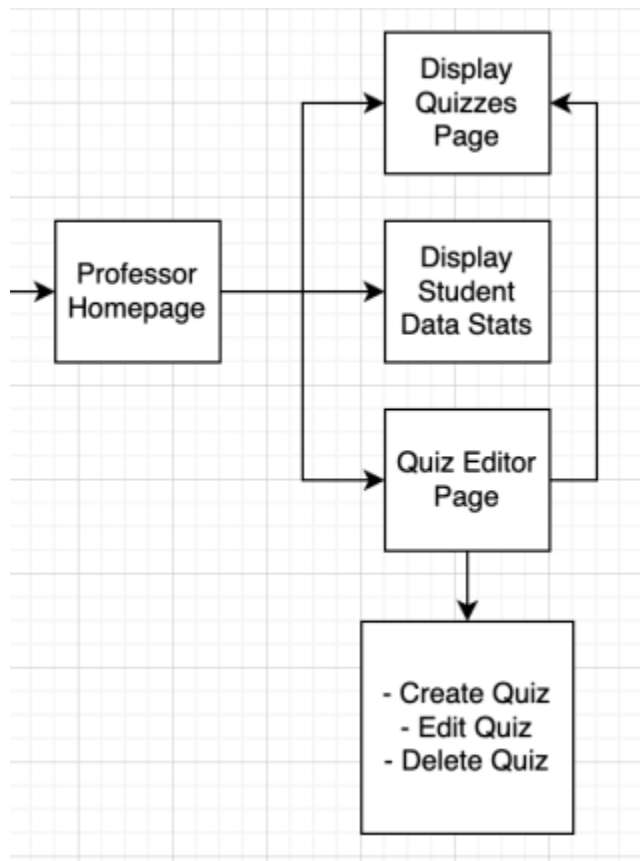 Display
Quizzes
Page
Professor
Homepage
Display
Student
Data Stats
Quiz Editor
Page
- Create Quiz
- Edit Quiz
- Delete Quiz